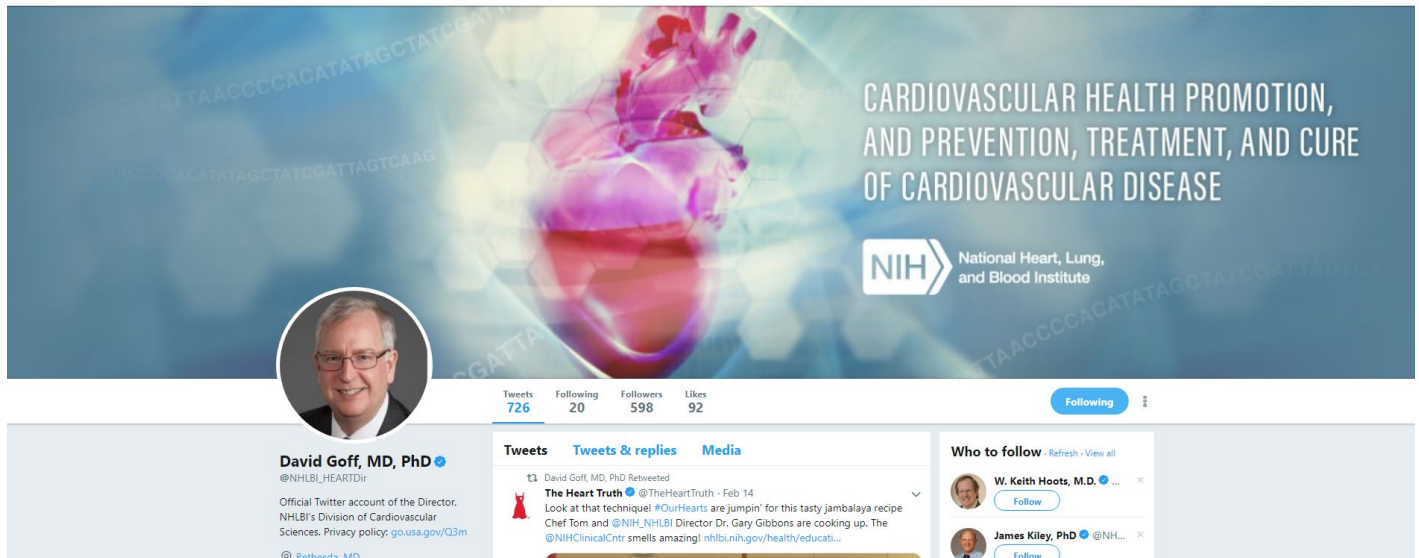 CARDIOVASCULAR HEALTH PROMOTION,
AND PREVENTION, TREATMENT, AND CURE
OF CARDIOVASCULAR DISEASE
NIH
National Heart, Lung,
and Blood Institute
Tweets Following Followers Likes
726 20 598 92
Following
David Goff, MD, PhD
@NHLBI_HEARTDir
Official Twitter account of the Director,
NHLBI's Division of Cardiovascular
Sciences. Privacy policy: go.usa.gov/Q3m
Bethesda, MD
Tweets Tweets & replies Media
David Goff, MD, PhD Retweeted
The Heart Truth @TheHeartTruth · Feb 14
Look at that technique! #OurHearts are jumpin' for this tasty jambalaya recipe
Chef Tom and @NIH_NHLBI Director Dr. Gary Gibbons are cooking up. The
@NIHClinicalCntr smells amazing! nhlbi.nih.gov/health/educati...
Who to follow · Refresh · View all
W. Keith Hoots, M.D. ...
Follow
James Kiley, PhD @NH...
Follow